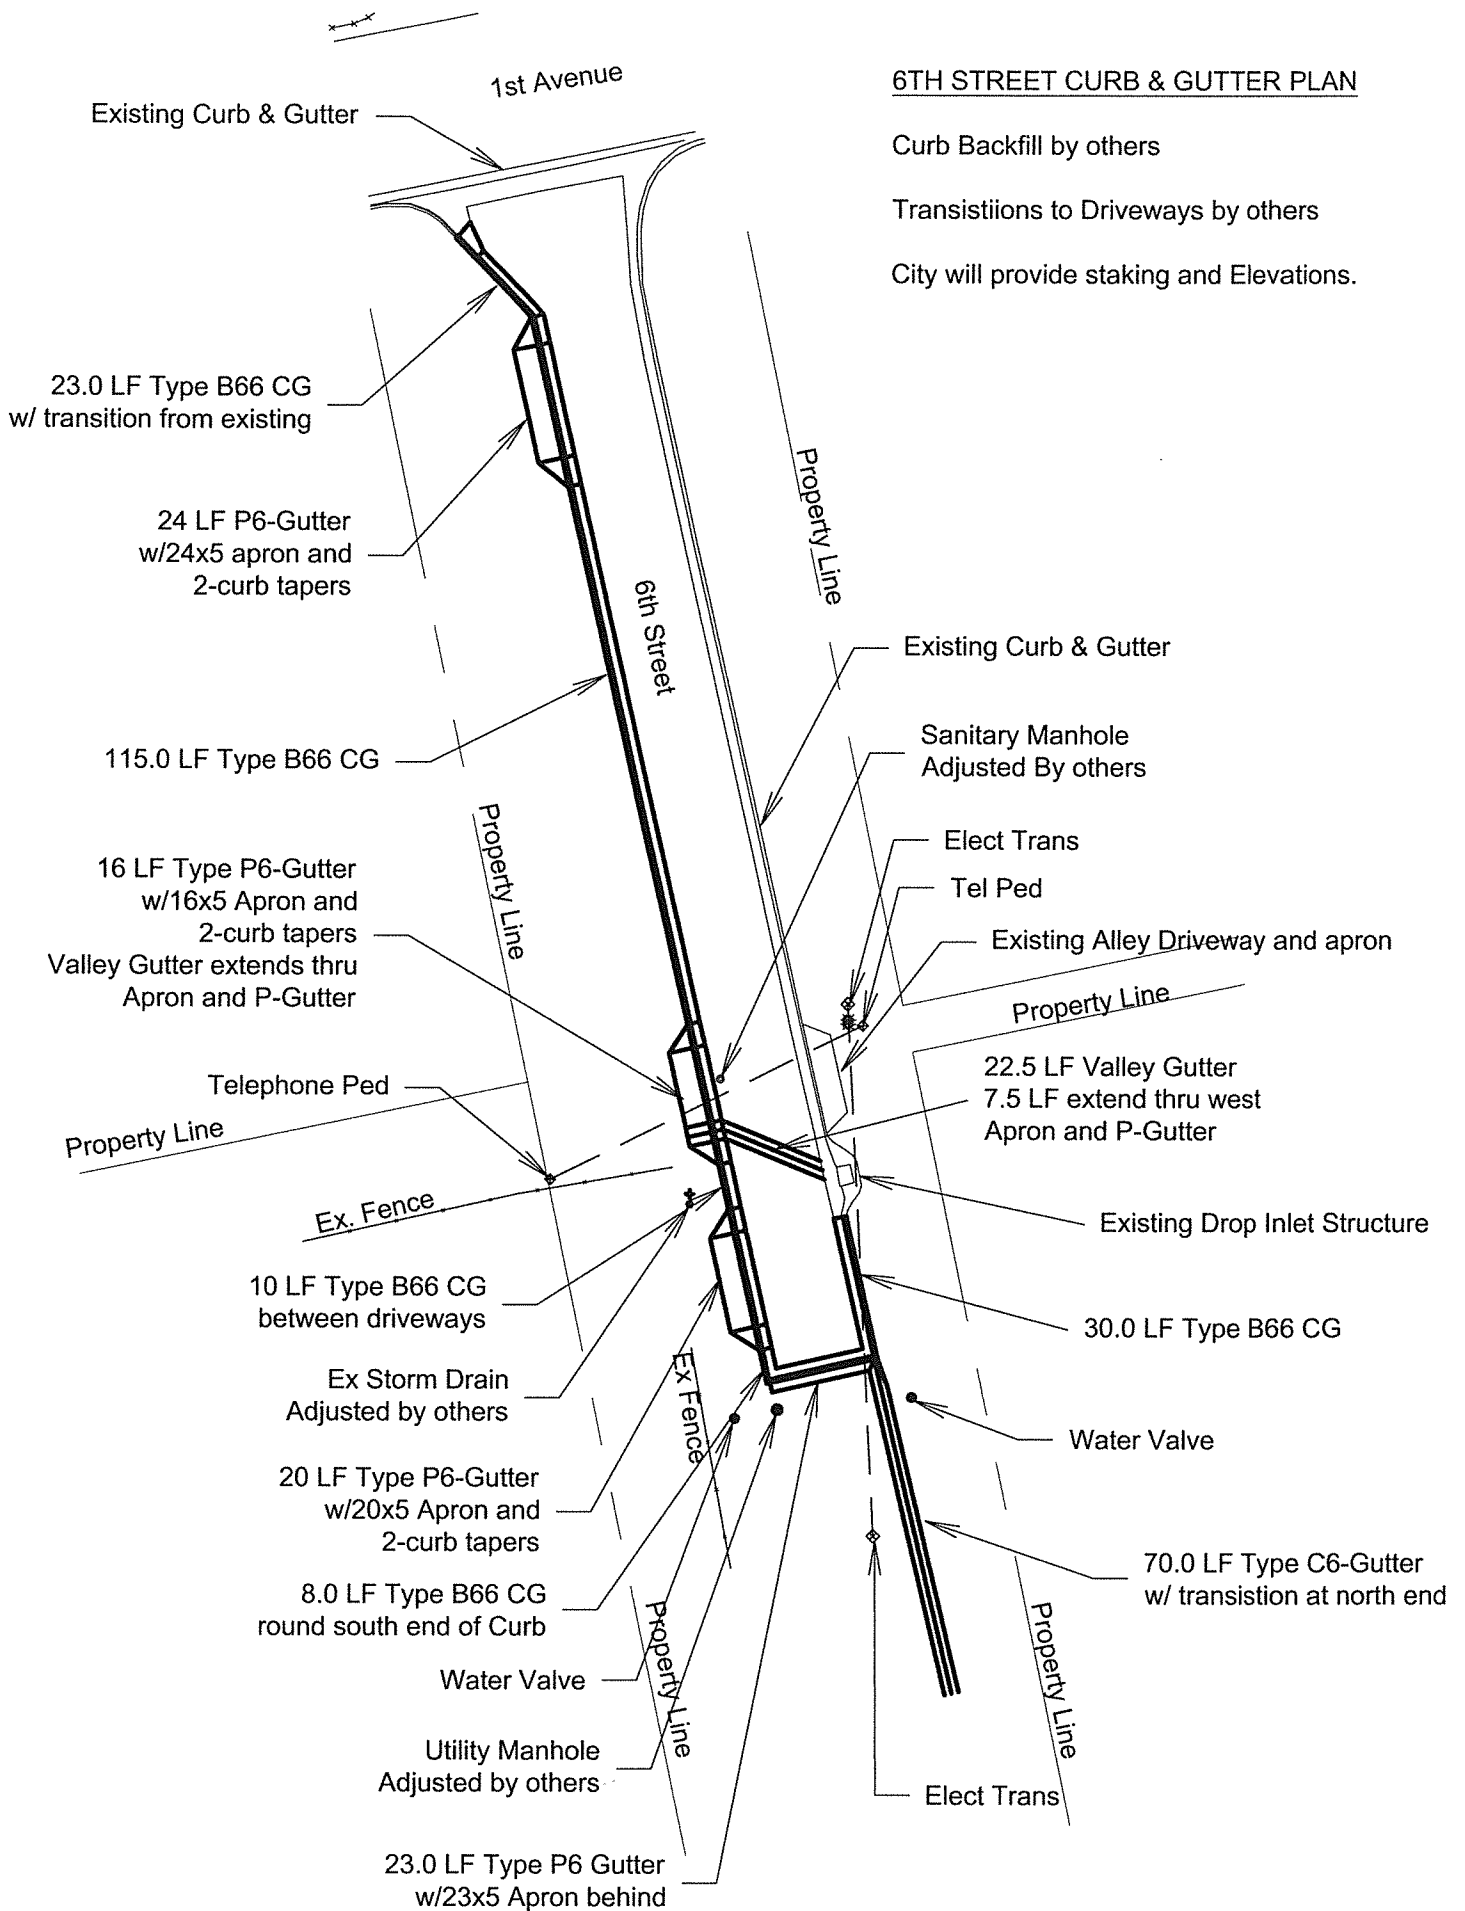 1st Avenue
6TH STREET CURB & GUTTER PLAN
Existing Curb & Gutter
Curb Backfill by others
Transistiions to Driveways by others
City will provide staking and Elevations.
23.0 LF Type B66 CG
w/ transition from existing
Property Line
24 LF P6-Gutter
w/24x5 apron and
2-curb tapers
6th Street
Existing Curb & Gutter
115.0 LF Type B66 CG
Sanitary Manhole
Adjusted By others
Property Line
Elect Trans
16 LF Type P6-Gutter
w/16x5 Apron and
2-curb tapers
Valley Gutter extends thru
Apron and P-Gutter
Tel Ped
Existing Alley Driveway and apron
Property Line
Telephone Ped
22.5 LF Valley Gutter
7.5 LF extend thru west
Apron and P-Gutter
Property Line
Ex. Fence
Existing Drop Inlet Structure
10 LF Type B66 CG
between driveways
30.0 LF Type B66 CG
Ex Storm Drain
Adjusted by others
Ex Fence
Water Valve
20 LF Type P6-Gutter
w/20x5 Apron and
2-curb tapers
70.0 LF Type C6-Gutter
w/ transistion at north end
8.0 LF Type B66 CG
round south end of Curb
Property Line
Property Line
Water Valve
Utility Manhole
Adjusted by others
Elect Trans
23.0 LF Type P6 Gutter
w/23x5 Apron behind